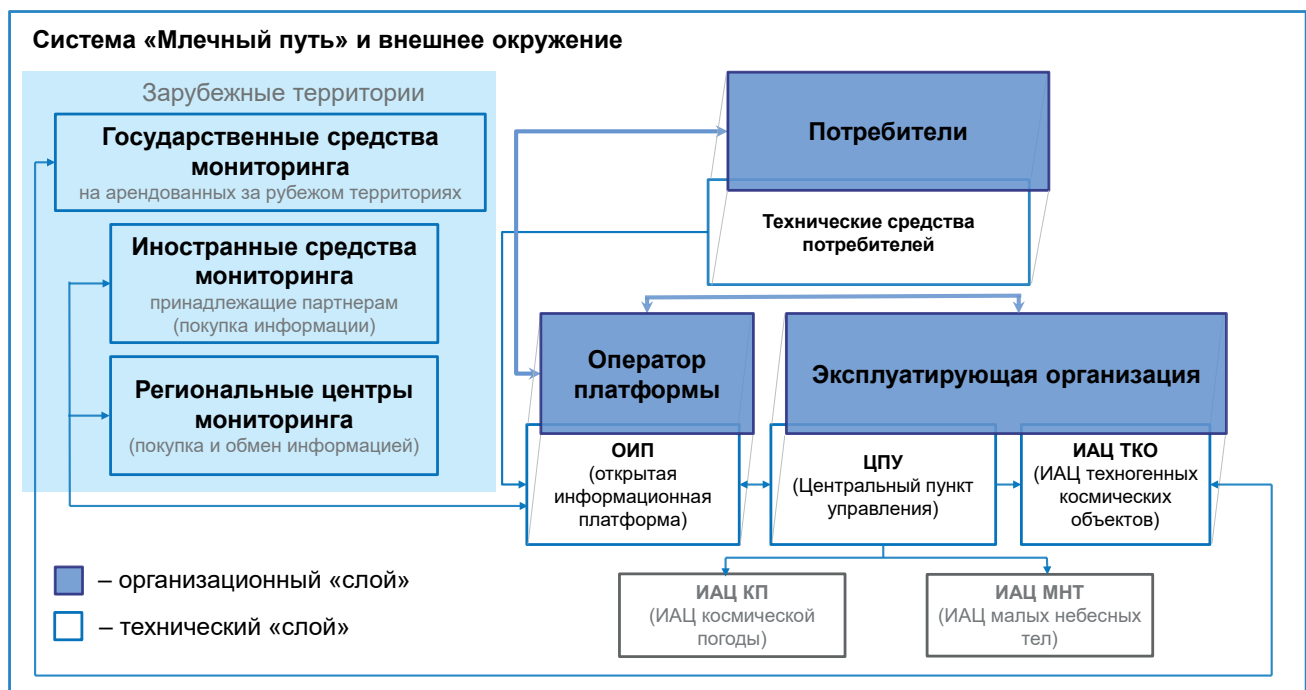 Система «Млечный путь» и внешнее окружение
Зарубежные территории
Государственные средства
мониторинга
на арендованных за рубежом территориях
Иностранные средства
мониторинга
принадлежащие партнерам
(покупка информации)
Региональные центры
мониторинга
(покупка и обмен информацией)
Потребители
Технические средства
потребителей
Оператор
платформы
Эксплуатирующая организация
ОИП
(открытая
информационная
платформа)
ЦПУ
(Центральный пункт
управления)
ИАЦ ТКО
(ИАЦ техногенных
космических
объектов)
ИАЦ КП
(ИАЦ космической
погоды)
ИАЦ МНТ
(ИАЦ малых небесных
тел)
– организационный «слой»
– технический «слой»